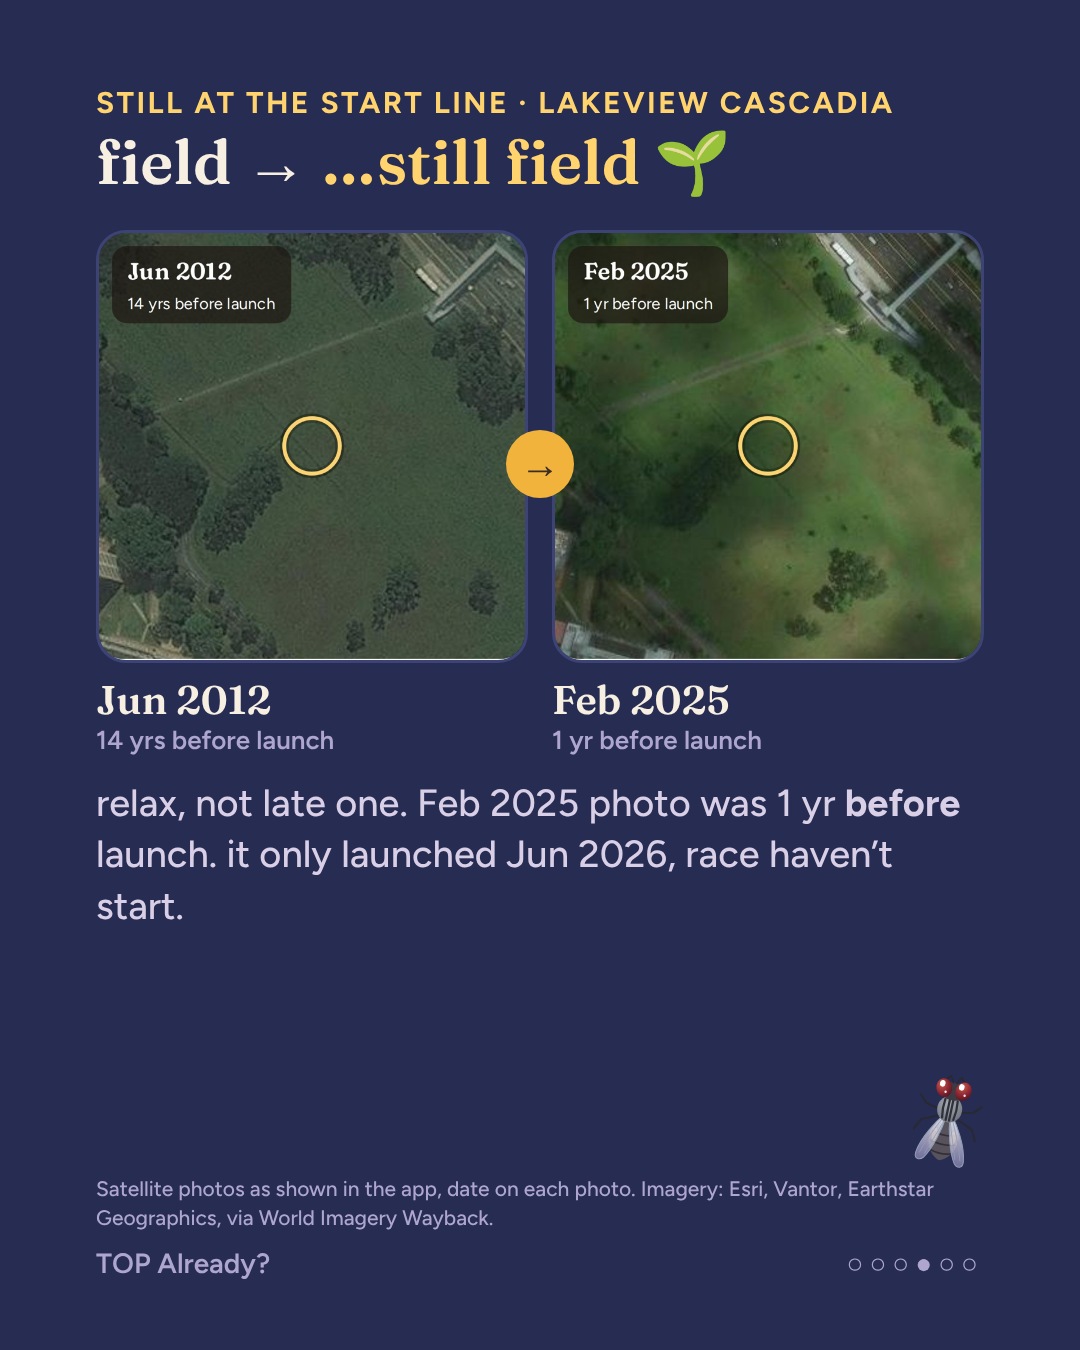 STILL AT THE START LINE · LAKEVIEW CASCADIA
field → ...still field 🌱
Jun 2012
14 yrs before launch
Feb 2025
1 yr before launch
→
Jun 2012
14 yrs before launch
Feb 2025
1 yr before launch
relax, not late one. Feb 2025 photo was 1 yr before
launch. it only launched Jun 2026, race haven’t
start.
Satellite photos as shown in the app, date on each photo. Imagery: Esri, Vantor, Earthstar
Geographics, via World Imagery Wayback.
TOP Already?